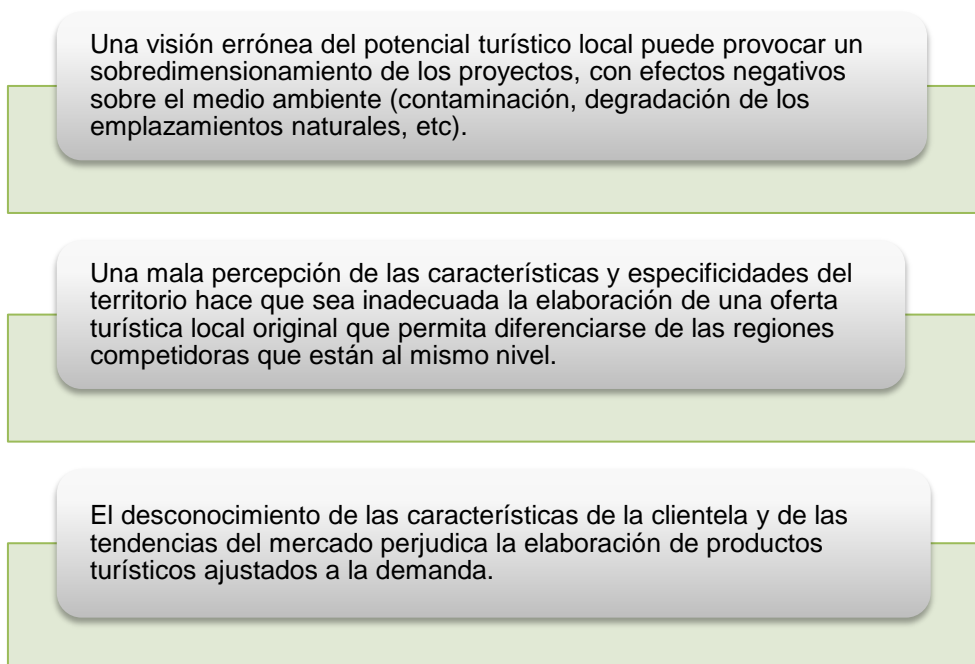 Una visión errónea del potencial turístico local puede provocar un
sobredimensionamiento de los proyectos, con efectos negativos
sobre el medio ambiente (contaminación, degradación de los
emplazamientos naturales, etc).
Una mala percepción de las características y especificidades del
territorio hace que sea inadecuada la elaboración de una oferta
turística local original que permita diferenciarse de las regiones
competidoras que están al mismo nivel.
El desconocimiento de las características de la clientela y de las
tendencias del mercado perjudica la elaboración de productos
turísticos ajustados a la demanda.